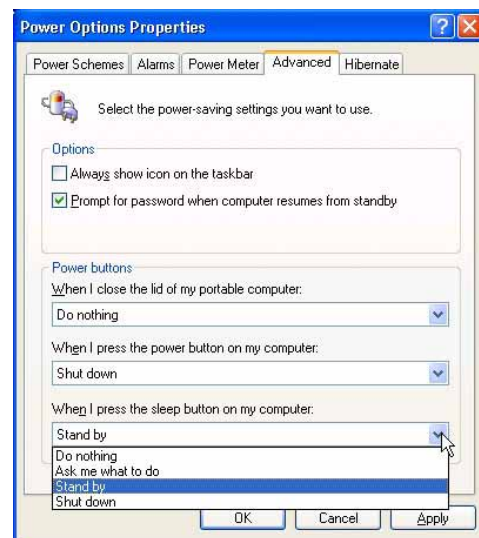 Power Options Properties
Power Schemes Alarms Power Meter Advanced Hibernate
Select the power-saving settings you want to use.
Options
Always show icon on the taskbar
Prompt for password when computer resumes from standby
Power buttons
When I close the lid of my portable computer:
Do nothing
When I press the power button on my computer:
Shut down
When I press the sleep button on my computer:
Stand by
Do nothing
Ask me what to do
Stand by
Shut down
OK Cancel Apply